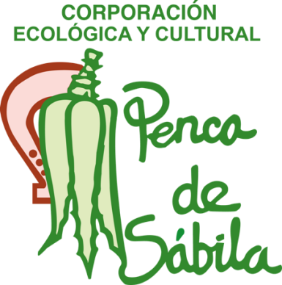 CORPORACIÓN
ECOLÓGICA Y CULTURAL
Penca
de
Sábila